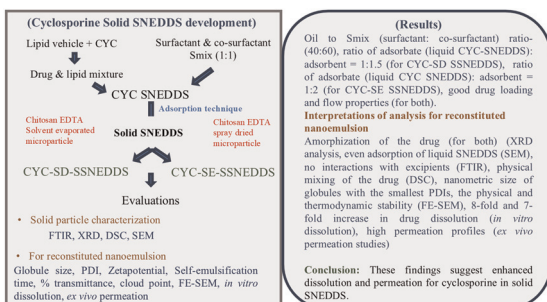 (Cyclosporine Solid SNEDDS development)
Lipid vehicle + CYC
Surfactant & co-surfactant
Smix (1:1)
Drug & lipid mixture
CYC SNEDDS
Adsorption technique
Chitosan EDTA
Solvent evaporated
microparticle
Solid SNEDDS
Chitosan EDTA
spray dried
microparticle
CYC-SD-SSNEDDS
CYC-SE-SSNEDDS
Evaluations
• Solid particle characterization
FTIR, XRD, DSC, SEM
• For reconstituted nanoemulsion
Globule size, PDI, Zetapotential, Self-emulsification
time, % transmittance, cloud point, FE-SEM, in vitro
dissolution, ex vivo permeation
(Results)
Oil to Smix (surfactant: co-surfactant) ratio-
(40:60), ratio of adsorbate (liquid CYC-SNEDDS):
adsorbent = 1:1.5 (for CYC-SD SSNEDDS), ratio
of adsorbate (liquid CYC SNEDDS): adsorbent =
1:2 (for CYC-SE SSNEDDS), good drug loading
and flow properties (for both).
Interpretations of analysis for reconstituted
nanoemulsion
Amorphization of the drug (for both) (XRD
analysis, even adsorption of liquid SNEDDS (SEM),
no interactions with excipients (FTIR), physical
mixing of the drug (DSC), nanometric size of
globules with the smallest PDIs, the physical and
thermodynamic stability (FE-SEM), 8-fold and 7-
fold increase in drug dissolution (in vitro
dissolution), high permeation profiles (ex vivo
permeation studies)
Conclusion: These findings suggest enhanced
dissolution and permeation for cyclosporine in solid
SNEDDS.